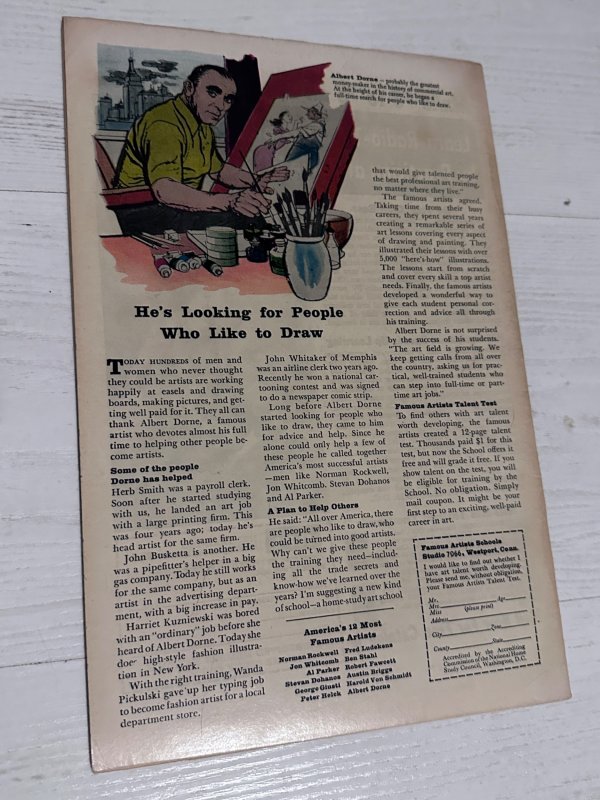 Albert Dorne – probably the greatest
money-maker in the history of commercial art.
At the height of his career, he began a
full-time search for people who like to draw.
He's Looking for People
Who Like to Draw
TODAY HUNDREDS of men and
women who never thought
they could be artists are working
happily at easels and drawing
boards, making pictures, and get-
ting well paid for it. They all can
thank Albert Dorne, a famous
artist who devotes almost his full
time to helping other people be-
come artists.
Some of the people
Dorne has helped
Herb Smith was a payroll clerk.
Soon after he started studying
with us, he landed an art job
with a large printing firm. This
was four years ago; today he's
head artist for the same firm.
John Busketta is another. He
was a pipefitter's helper in a big
gas company. Today he still works
for the same company, but as an
artist in the advertising depart-
ment, with a big increase in pay.
Harriet Kuzniewski was bored
with an "ordinary" job before she
heard of Albert Dorne. Today she
does high-style fashion illustra-
tion in New York.
With the right training, Wanda
Pickulski gave up her typing job
to become fashion artist for a local
department store.
John Whitaker of Memphis
was an airline clerk two years ago.
Recently he won a national car-
tooning contest and was signed
to do a newspaper comic strip.
Long before Albert Dorne
started looking for people who
like to draw, they came to him
for advice and help. Since he
alone could only help a few of
these people he called together
America's most successful artists
—men like Norman Rockwell,
Jon Whitcomb, Stevan Dohanos
and Al Parker.
A Plan to Help Others
He said: "All over America, there
are people who like to draw, who
could be turned into good artists.
Why can't we give these people
the training they need—includ-
ing all the trade secrets and
know-how we've learned over the
years? I'm suggesting a new kind
of school—a home-study art school
America's 12 Most
Famous Artists
Norman Rockwell
Jon Whitcomb
Al Parker
Stevan Dohanos
George Giusti
Peter Helck
Fred Ludekens
Ben Stahl
Robert Fawcett
Austin Briggs
Harold Von Schmidt
Albert Dorne
that would give talented people
the best professional art training,
no matter where they live."
The famous artists agreed.
Taking time from their busy
careers, they spent several years
creating a remarkable series of
art lessons covering every aspect
of drawing and painting. They
illustrated their lessons with over
5,000 "here's-how" illustrations.
The lessons start from scratch
and cover every skill a top artist
needs. Finally, the famous artists
developed a wonderful way to
give each student personal cor-
rection and advice all through
his training.
Albert Dorne is not surprised
by the success of his students.
"The art field is growing. We
keep getting calls from all over
the country, asking us for prac-
tical, well-trained students who
can step into full-time or part-
time art jobs."
Famous Artists Talent Test
To find others with art talent
worth developing, the famous
artists created a 12-page talent
test. Thousands paid $1 for this
test, but now the School offers it
free and will grade it free. If you
show talent on the test, you will
be eligible for training by the
School. No obligation. Simply
mail coupon. It might be your
first step to an exciting, well-paid
career in art.
Famous Artists Schools
Studio 7066, Westport, Conn.
I would like to find out whether I
have art talent worth developing.
Please send me, without obligation,
your Famous Artists Talent Test.
Mr.
Mrs. Age
Miss (please print)
Address
City Zone
County State
Accredited by the Accrediting
Commission of the National Home
Study Council, Washington, D.C.